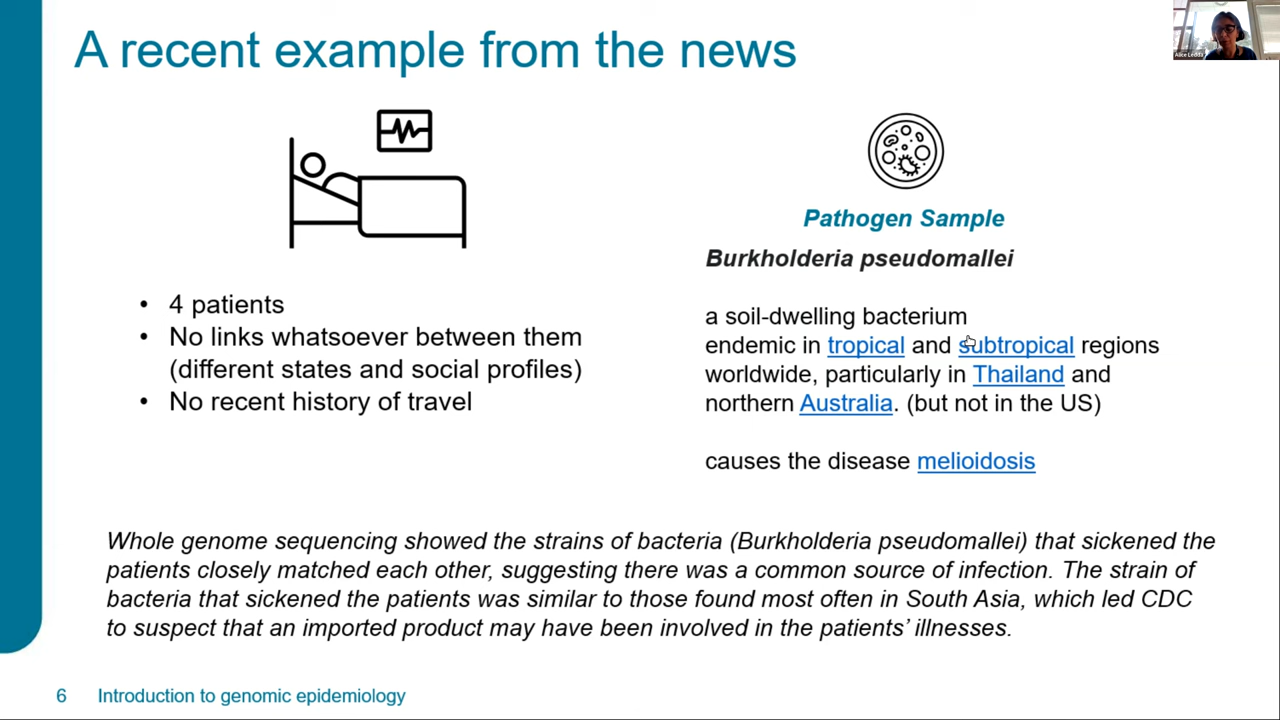 A recent example from the news
Alice Ledda
• 4 patients
• No links whatsoever between them
(different states and social profiles)
• No recent history of travel
Pathogen Sample
Burkholderia pseudomallei
a soil-dwelling bacterium
endemic in tropical and subtropical regions
worldwide, particularly in Thailand and
northern Australia. (but not in the US)
causes the disease melioidosis
Whole genome sequencing showed the strains of bacteria (Burkholderia pseudomallei) that sickened the
patients closely matched each other, suggesting there was a common source of infection. The strain of
bacteria that sickened the patients was similar to those found most often in South Asia, which led CDC
to suspect that an imported product may have been involved in the patients’ illnesses.
6 Introduction to genomic epidemiology